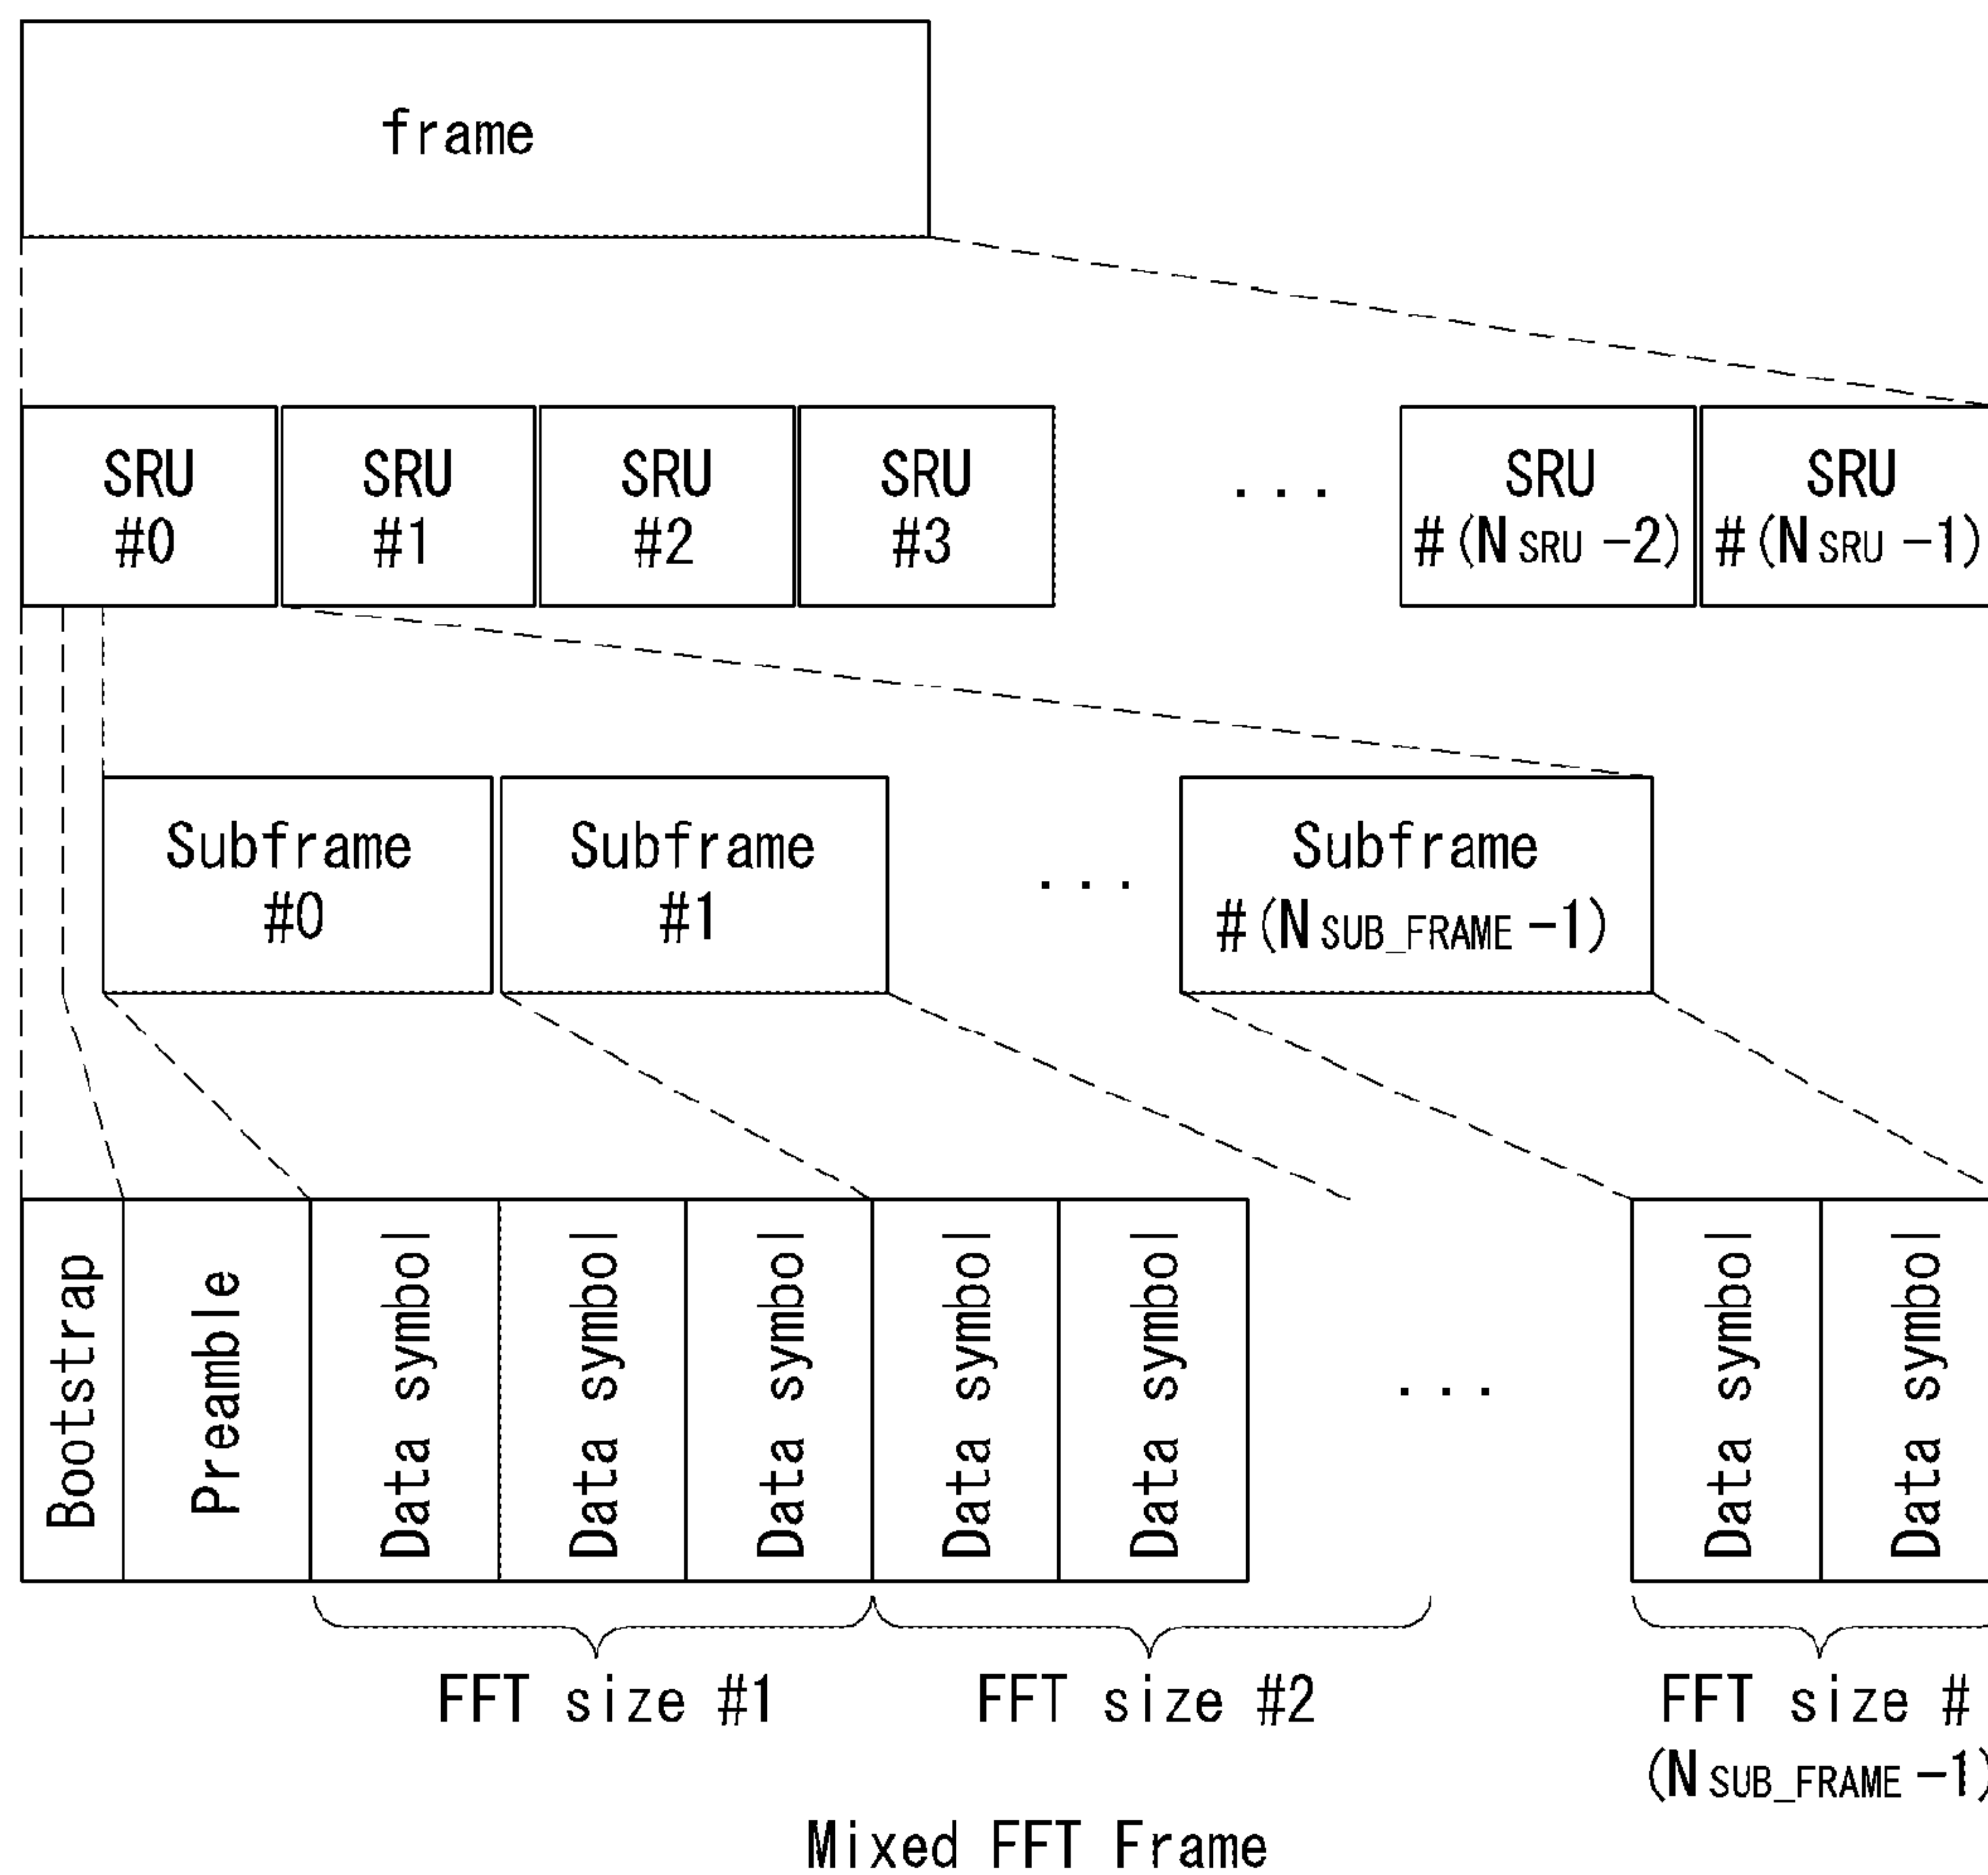 frame
SRU
#0
SRU
#1
SRU
#2
SRU
#3
...
SRU
#(NSRU-2)
SRU
#(NSRU-1)
Subframe
#0
Subframe
#1
...
Subframe
#(NSUB_FRAME-1)
Bootstrap
Preamble
Data symbol
Data symbol
Data symbol
Data symbol
Data symbol
...
Data symbol
Data symbol
FFT size #1
FFT size #2
FFT size #
(NSUB_FRAME-1)
Mixed FFT Frame